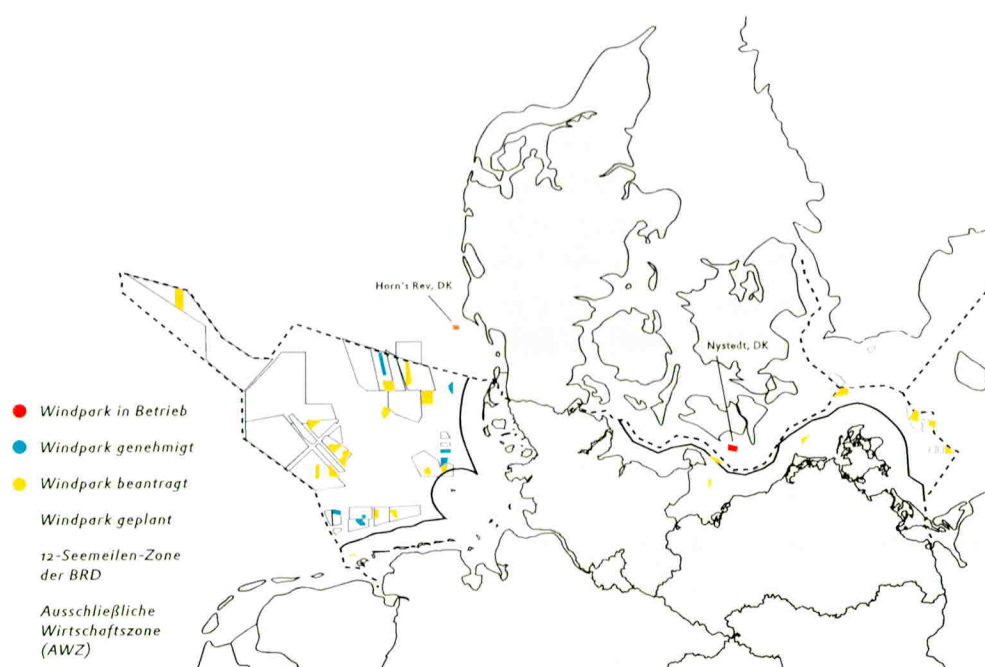 Horn's Rev, DK
Nystedt, DK
Windpark in Betrieb
Windpark genehmigt
Windpark beantragt
Windpark geplant
12-Seemeilen-Zone
der BRD
Ausschließliche
Wirtschaftszone
(AWZ)